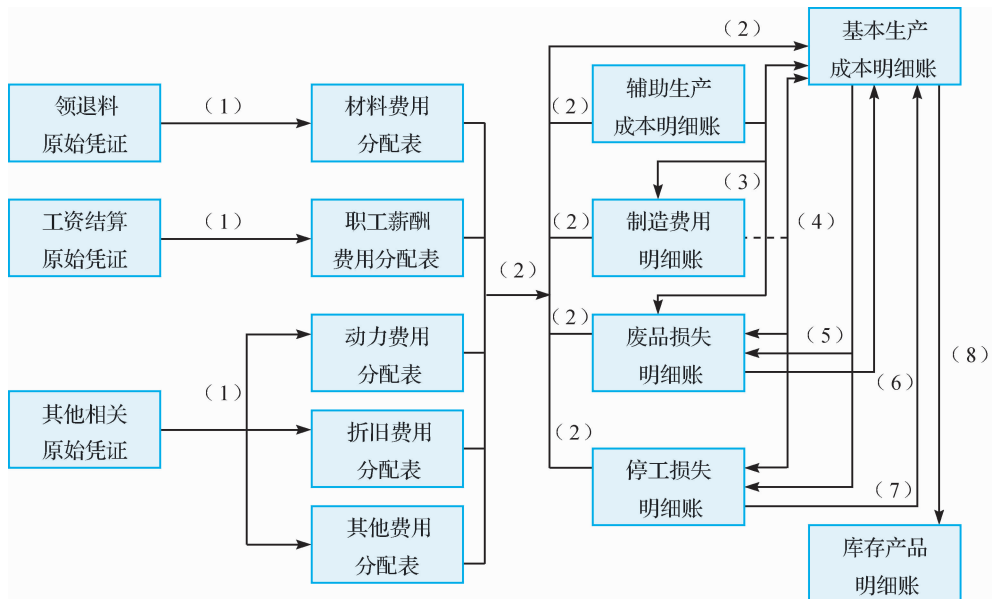 领退料
原始凭证
（1）
材料费用
分配表
工资结算
原始凭证
（1）
职工薪酬
费用分配表
其他相关
原始凭证
（1）
动力费用
分配表
折旧费用
分配表
其他费用
分配表
（2）
（2）
基本生产
成本明细账
（2）
辅助生产
成本明细账
（3）
（2）
制造费用
明细账
（4）
（2）
废品损失
明细账
（5）
（6）
（8）
（2）
停工损失
明细账
（7）
库存产品
明细账